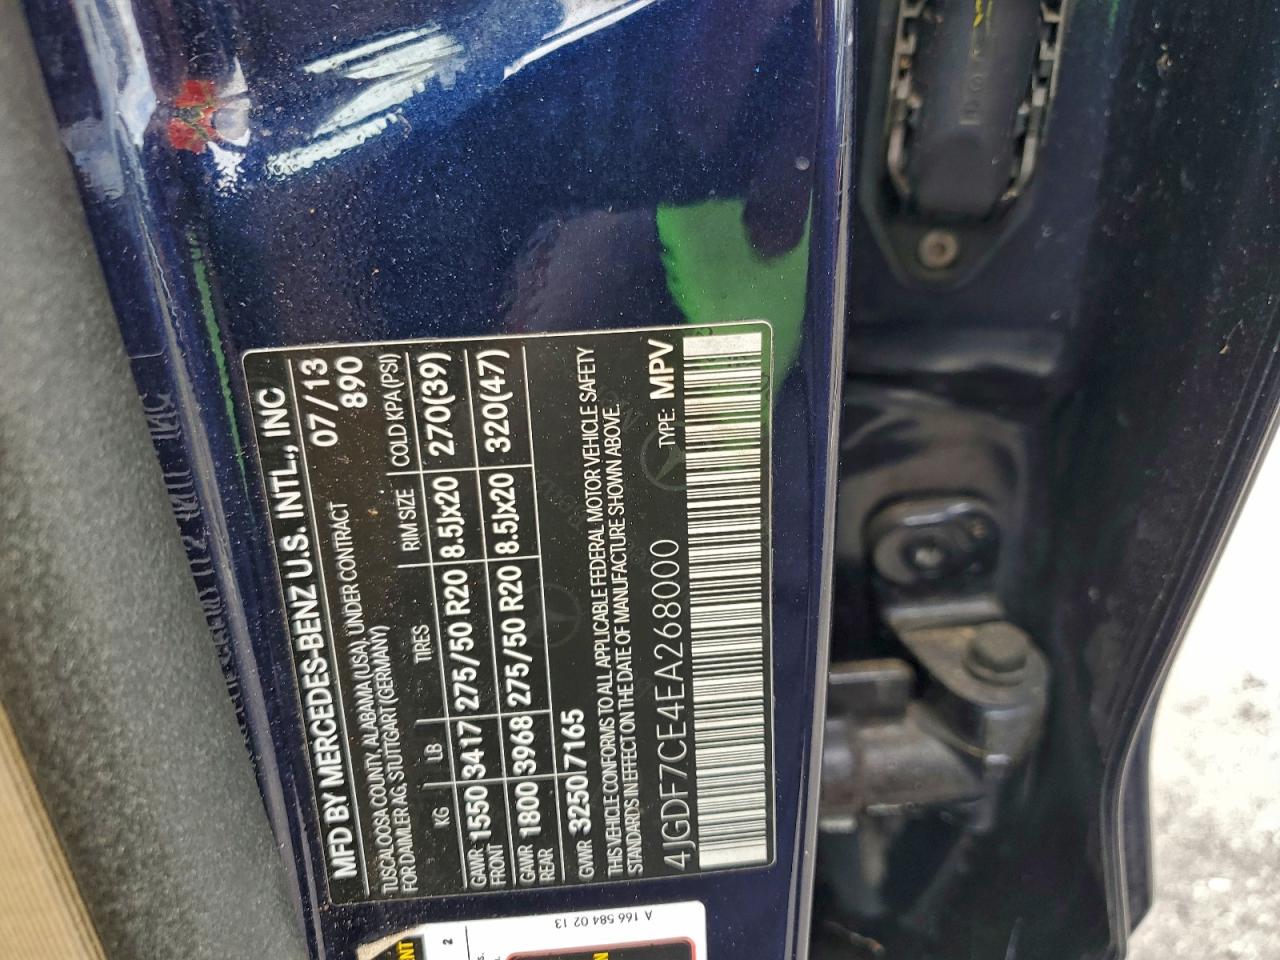 MFD BY MERCEDES-BENZ U.S. INTL., INC
TUSCALOOSA COUNTY, ALABAMA (USA), UNDER CONTRACT 07/13
FOR DAIMLER AG, STUTTGART (GERMANY) 890
KG LB TIRES RIM SIZE COLD KPA (PSI)
GAWR FRONT 1550 3417 275/50 R20 8.5Jx20 270(39)
GAWR REAR 1800 3968 275/50 R20 8.5Jx20 320(47)
GVWR 3250 7165
THIS VEHICLE CONFORMS TO ALL APPLICABLE FEDERAL MOTOR VEHICLE SAFETY
STANDARDS IN EFFECT ON THE DATE OF MANUFACTURE SHOWN ABOVE.
4JGDF7CE4EA268000 TYPE: MPV
A 166 584 02 13
2